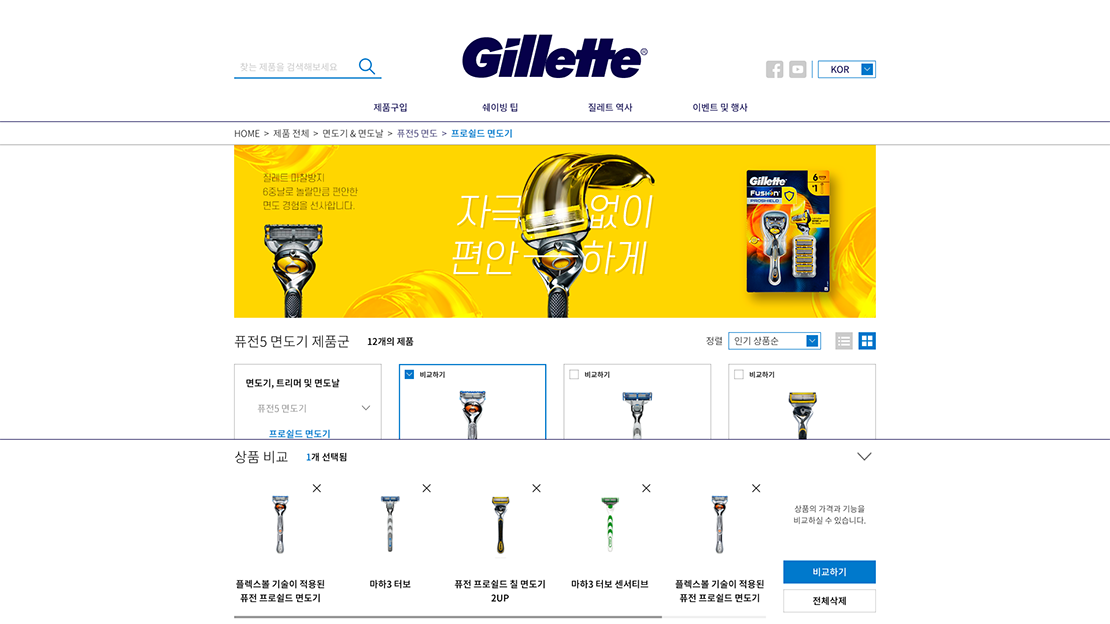 Gillette®
찾는 제품을 검색해보세요
KOR
제품구입 쉐이빙 팁 질레트 역사 이벤트 및 행사
HOME > 제품 전체 > 면도기 & 면도날 > 퓨전5 면도 > 프로쉴드 면도기
질레트 마찰방지
6중날로 놀랄만큼 편안한
면도 경험을 선사합니다.
자극 없이
편안 하게
Gillette
FUSION
PROSHIELD
6
$1
퓨전5 면도기 제품군 12개의 제품
정렬 인기 상품순
면도기, 트리머 및 면도날
퓨전5 면도기
프로쉴드 면도기
비교하기 비교하기 비교하기
상품 비교 1개 선택됨
플렉스볼 기술이 적용된
퓨전 프로쉴드 면도기
마하3 터보
퓨전 프로쉴드 칠 면도기
2UP
마하3 터보 센서티브
플렉스볼 기술이 적용된
퓨전 프로쉴드 면도기
상품의 가격과 기능을
비교하실 수 있습니다.
비교하기
전체삭제